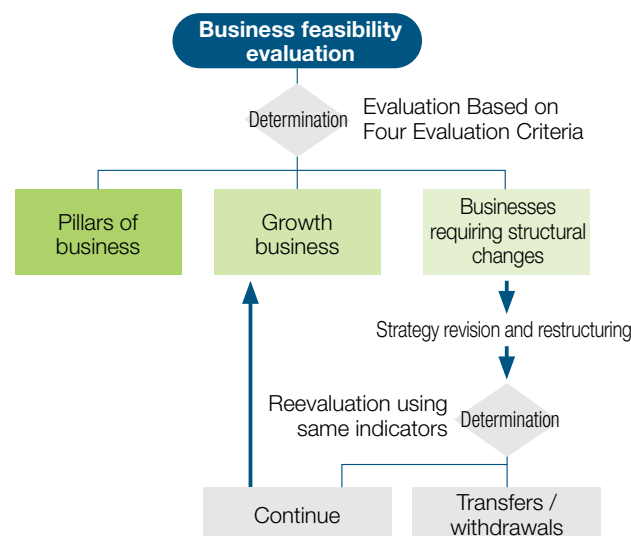 Business feasibility
evaluation
Determination
Evaluation Based on
Four Evaluation Criteria
Pillars of
business
Growth
business
Businesses
requiring structural
changes
Strategy revision and restructuring
Reevaluation using
same indicators
Determination
Continue
Transfers /
withdrawals